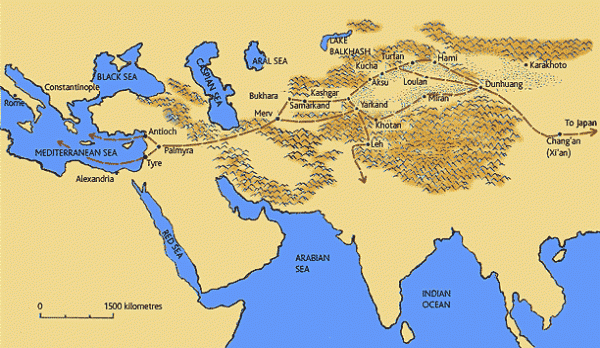 LAKE
BALKHASH
Turfan
Hami
Karakhoto
ARAL SEA
CASPIAN SEA
BLACK SEA
Kucha
Aksu
Loulan
Dunhuang
Constantinople
Rome
Bukhara
Kashgar
Samarkand
Merv
Yarkand
Miran
Khotan
To Japan
Antioch
Leh
Chang'an
(Xi'an)
MEDITERRANEAN SEA
Palmyra
Tyre
Alexandria
RED SEA
ARABIAN
SEA
INDIAN
OCEAN
0
1500 kilometres